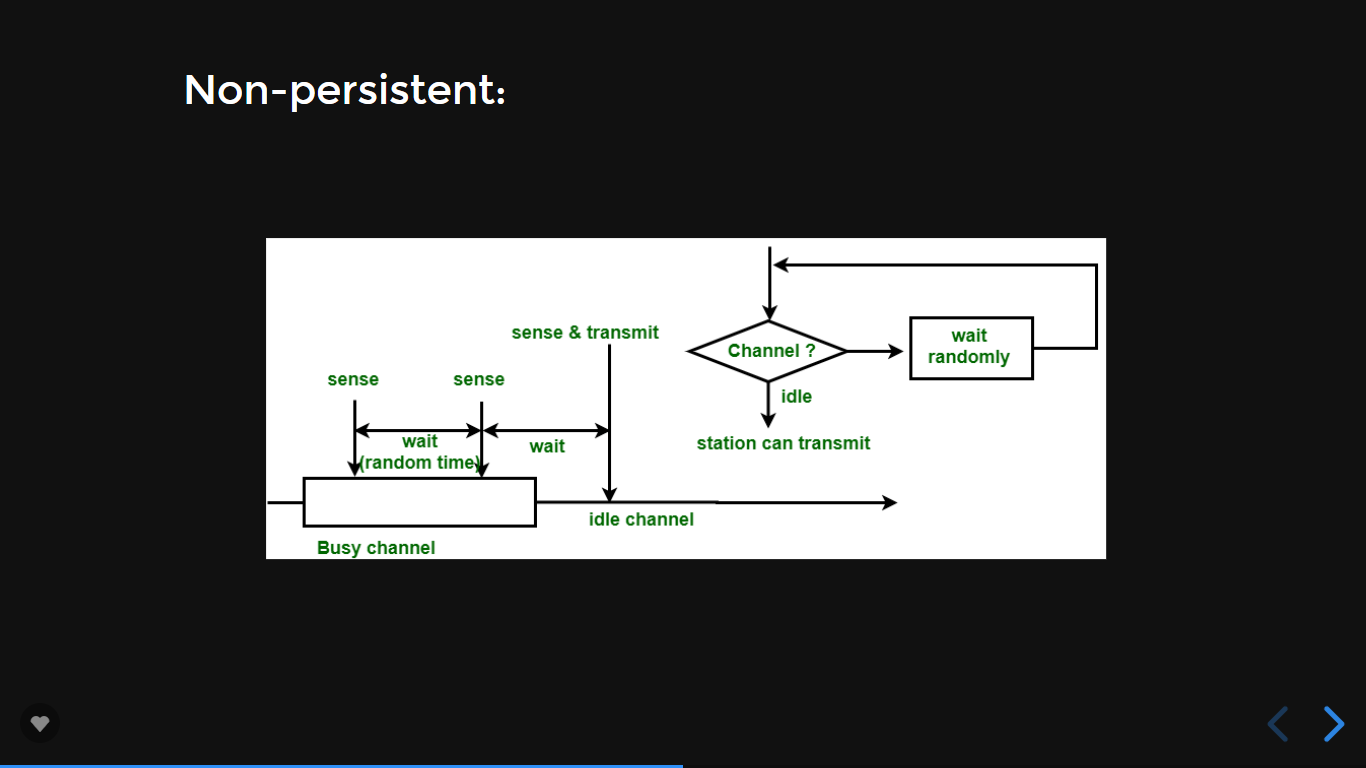 Non-persistent:
sense & transmit
sense
sense
wait
(random time)
wait
idle channel
Busy channel
Channel ?
wait
randomly
idle
station can transmit